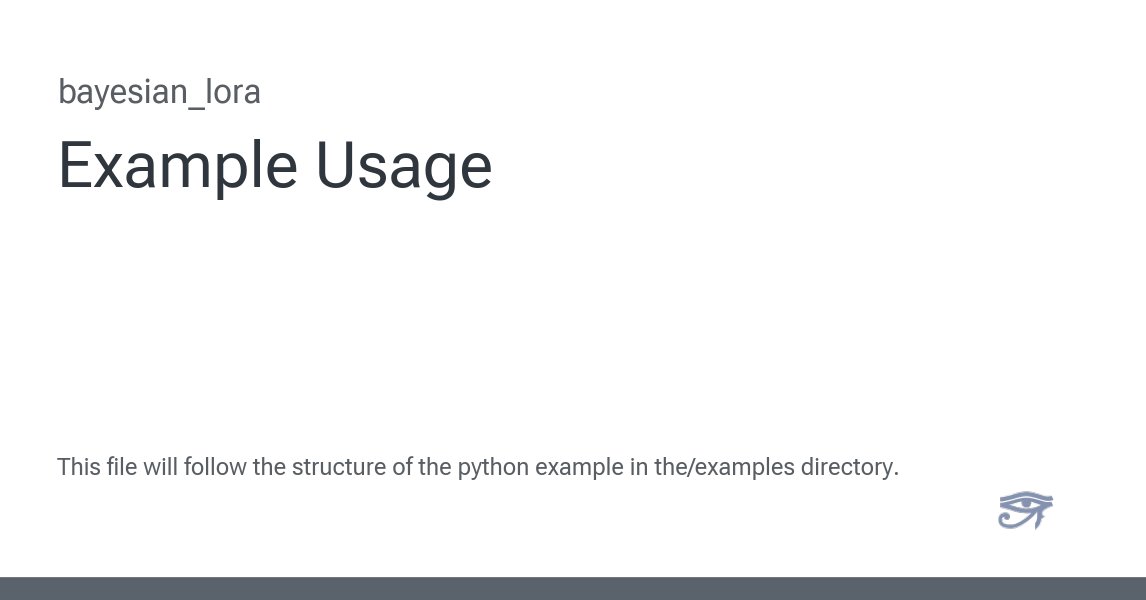 bayesian_lora
Example Usage
This file will follow the structure of the python example in the/examples directory.